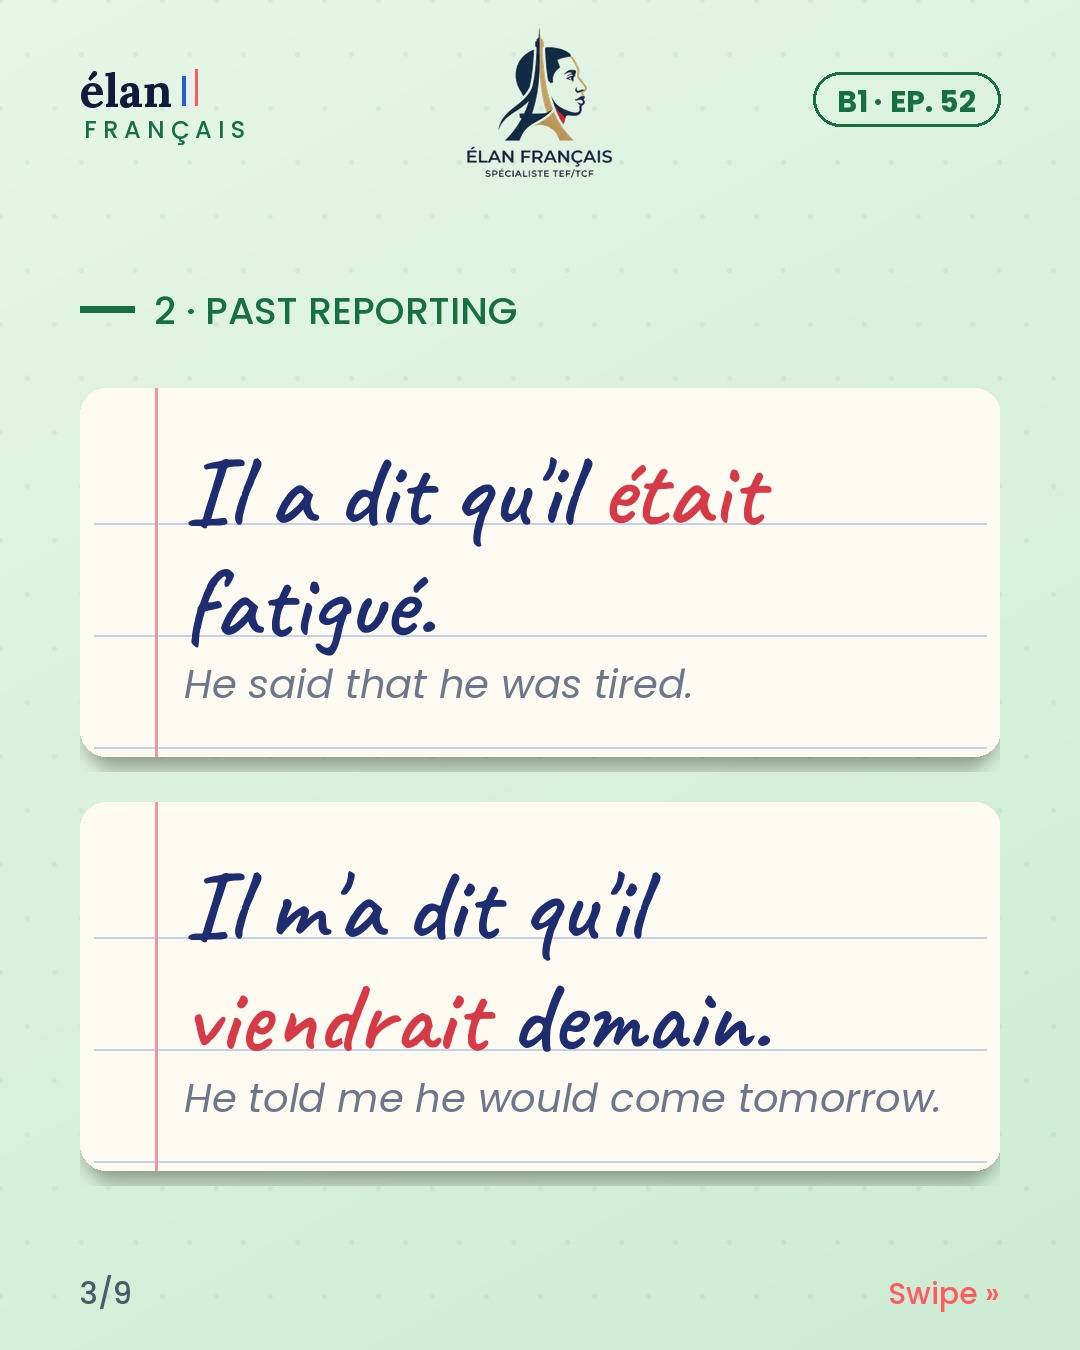 élan
FRANÇAIS
ÉLAN FRANÇAIS
SPÉCIALISTE TEF/TCF
B1 · EP. 52
2 · PAST REPORTING
Il a dit qu'il était
fatigué.
He said that he was tired.
Il m'a dit qu'il
viendrait demain.
He told me he would come tomorrow.
3/9
Swipe »